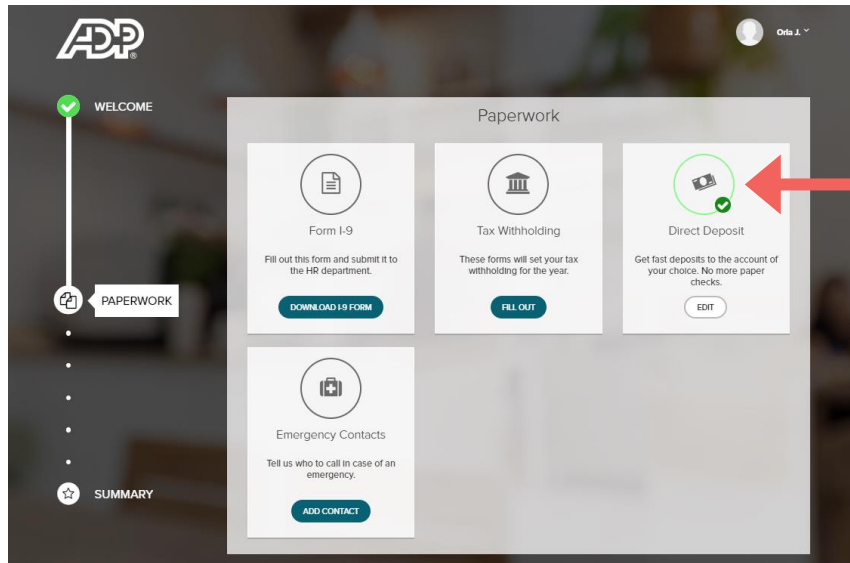 ADP®
Orla J.
WELCOME
Paperwork
Form I-9
Fill out this form and submit it to
the HR department.
DOWNLOAD I-9 FORM
Tax Withholding
These forms will set your tax
withholding for the year.
FILL OUT
Direct Deposit
Get fast deposits to the account of
your choice. No more paper
checks.
EDIT
PAPERWORK
Emergency Contacts
Tell us who to call in case of an
emergency.
ADD CONTACT
SUMMARY